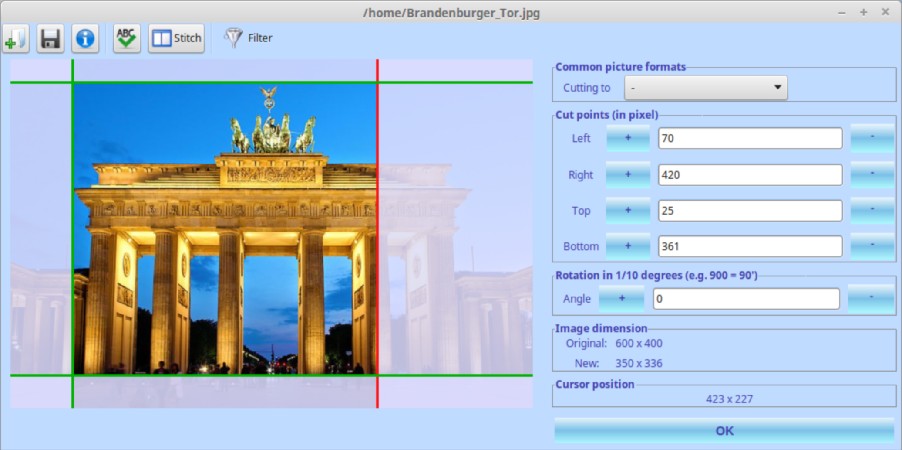 /home/Brandenburger_Tor.jpg
ABC
Stitch
Filter
Common picture formats
Cutting to -
Cut points (in pixel)
Left + 70 -
Right + 420 -
Top + 25 -
Bottom + 361 -
Rotation in 1/10 degrees (e.g. 900 = 90')
Angle + 0 -
Image dimension
Original: 600 x 400
New: 350 x 336
Cursor position
423 x 227
OK